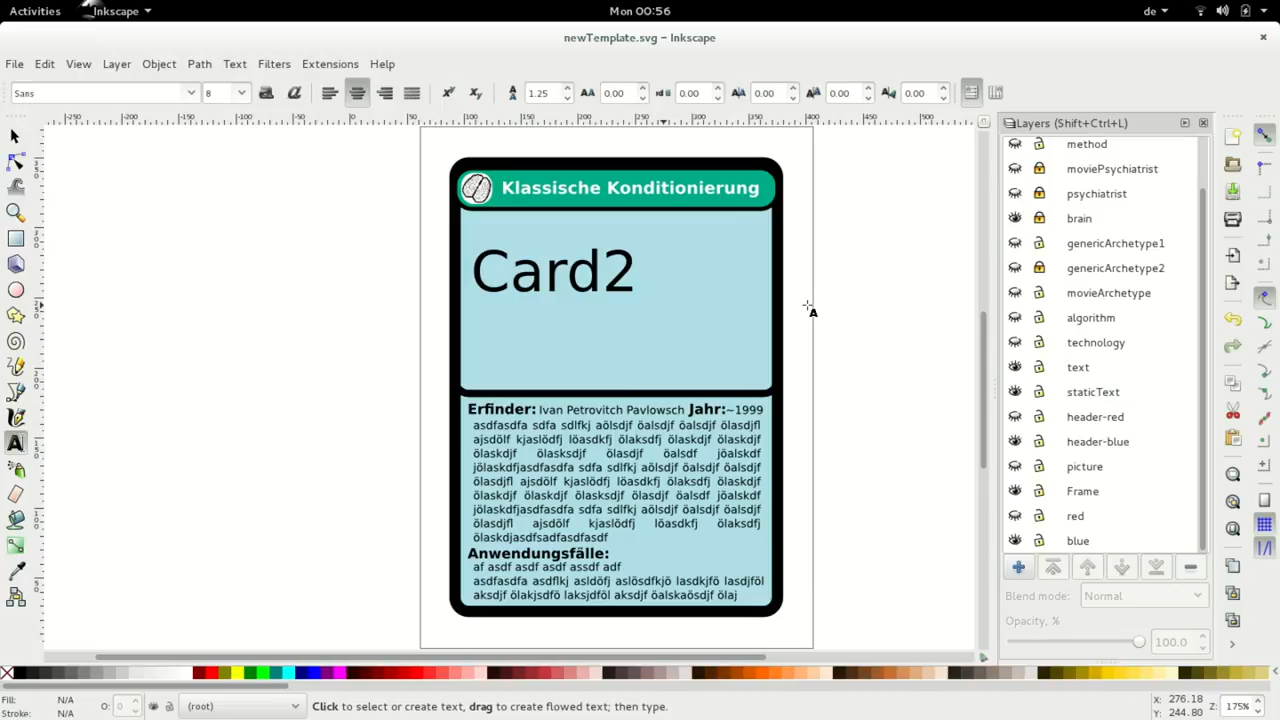 Activities Inkscape Mon 00:56 de
newTemplate.svg − Inkscape
File Edit View Layer Object Path Text Filters Extensions Help
Sans 8 1.25 0.00 0.00 0.00 0.00 0.00
Layers (Shift+Ctrl+L)
method
moviePsychiatrist
psychiatrist
brain
genericArchetype1
genericArchetype2
movieArchetype
algorithm
technology
text
staticText
header-red
header-blue
picture
Frame
red
blue
Blend mode: Normal
Opacity, % 100.0
Klassische Konditionierung
Card2
Erfinder: Ivan Petrovitch Pavlowsch Jahr:~1999
asdfasdfa sdfa sdlfkj aölsdjf öalsdjf öalsdjf ölasdjfl
ajsdölf kjaslödfj löasdkfj ölaksdfj ölaskdjf ölaskdjf
ölaskdjf ölasksdjf ölasdjf öalsdf jöalskdf
jölaskdfjasdfasdfa sdfa sdlfkj aölsdjf öalsdjf öalsdjf
ölasdjfl ajsdölf kjaslödfj löasdkfj ölaksdfj ölaskdjf
ölaskdjf ölaskdjf ölasksdjf ölasdjf öalsdf jöalskdf
jölaskdfjasdfasdfa sdfa sdlfkj aölsdjf öalsdjf öalsdjf
ölasdjfl ajsdölf kjaslödfj löasdkfj ölaksdfj
ölaskdjasdfsadfasdfasdf
Anwendungsfälle:
af asdf asdf asdf assdf adf
asdfasdfa asdflkj asldöfj aslösdfkjö lasdkjfö lasdjföl
aksdjf ölakjsdfö laksjdföl aksdjf öalskaösdjf ölaj
Fill: N/A
Stroke: N/A
O: 0 (root) Click to select or create text, drag to create flowed text; then type.
X: 276.18
Y: 244.80
Z: 175%